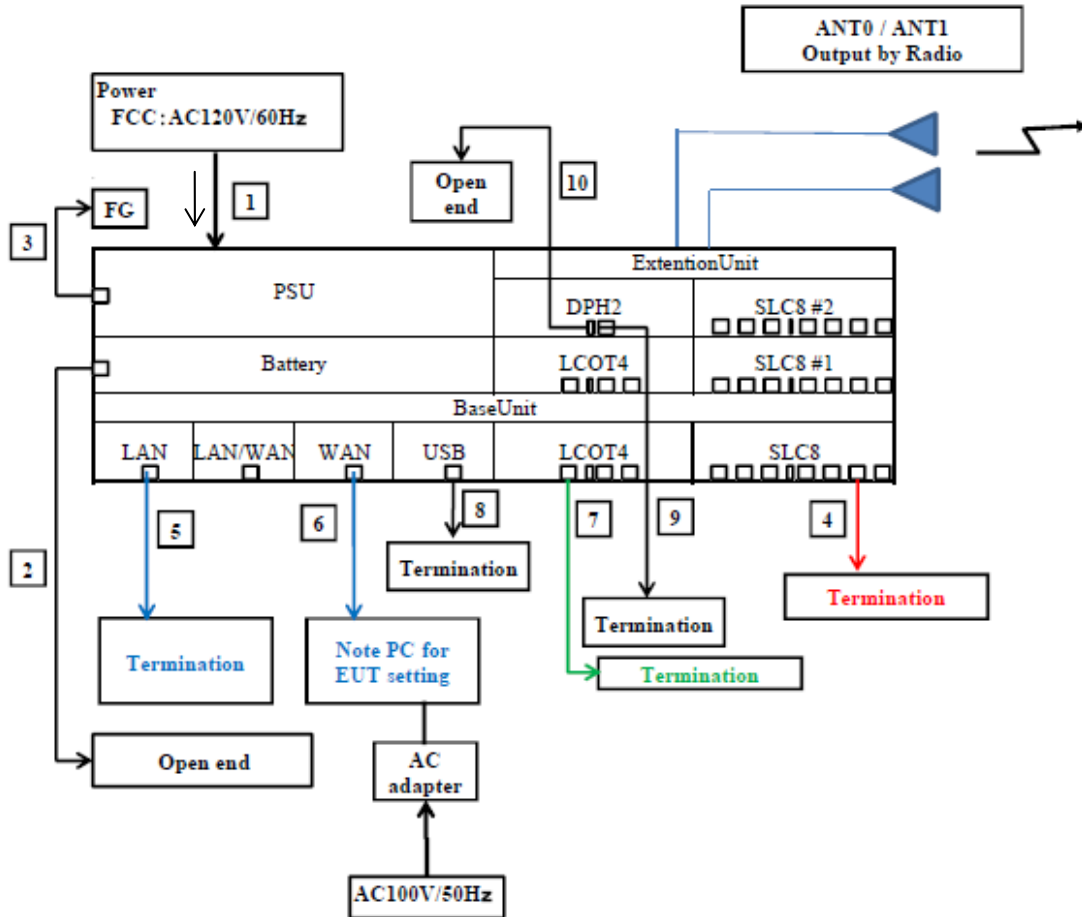 ANT0 / ANT1
Output by Radio
Power
FCC：AC120V/60Hz
Open
end
10
FG
1
3
ExtentionUnit
PSU
DPH2
SLC8 #2
Battery
LCOT4
SLC8 #1
BaseUnit
LAN
LAN/WAN
WAN
USB
LCOT4
SLC8
5
6
8
7
9
4
2
Termination
Termination
Termination
Termination
Note PC for
EUT setting
Termination
Open end
AC
adapter
AC100V/50Hz